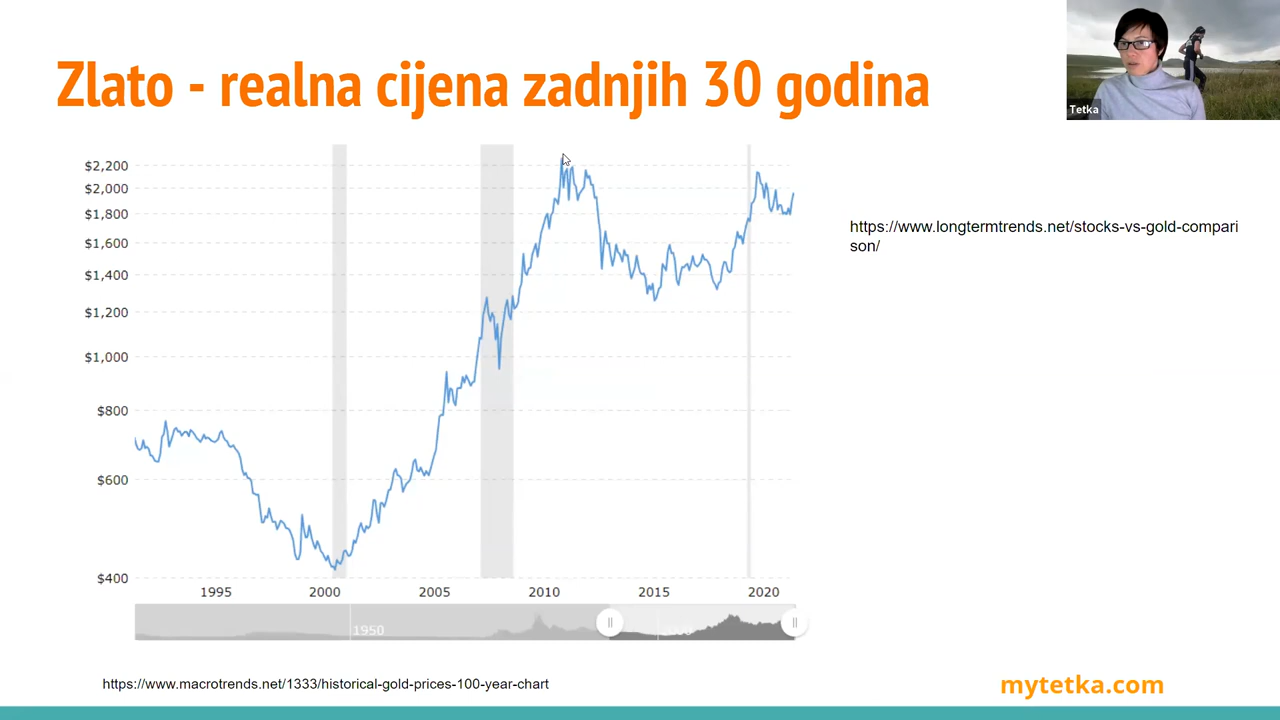 Zlato - realna cijena zadnjih 30 godina
Tetka
$2,200
$2,000
$1,800
$1,600
$1,400
$1,200
$1,000
$800
$600
$400
1995
2000
2005
2010
2015
2020
1950
https://www.longtermtrends.net/stocks-vs-gold-compari
son/
https://www.macrotrends.net/1333/historical-gold-prices-100-year-chart
mytetka.com